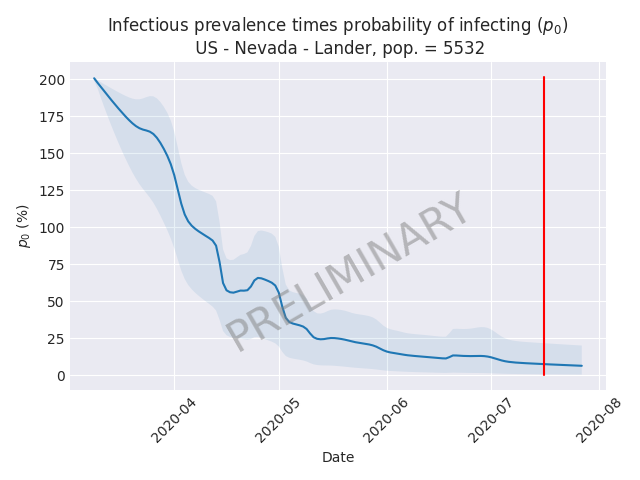 Infectious prevalence times probability of infecting (p₀)
US - Nevada - Lander, pop. = 5532
p₀ (%)
200
175
150
125
100
75
50
25
0
PRELIMINARY
2020-04
2020-05
2020-06
2020-07
2020-08
Date